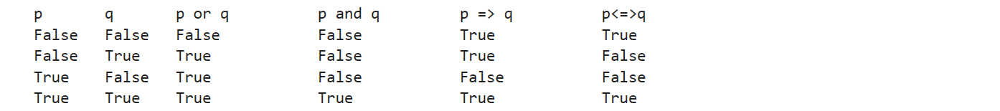 p q p or q p and q p => q p<=>q
False False False False True True
False True True False True False
True False True False False False
True True True True True True